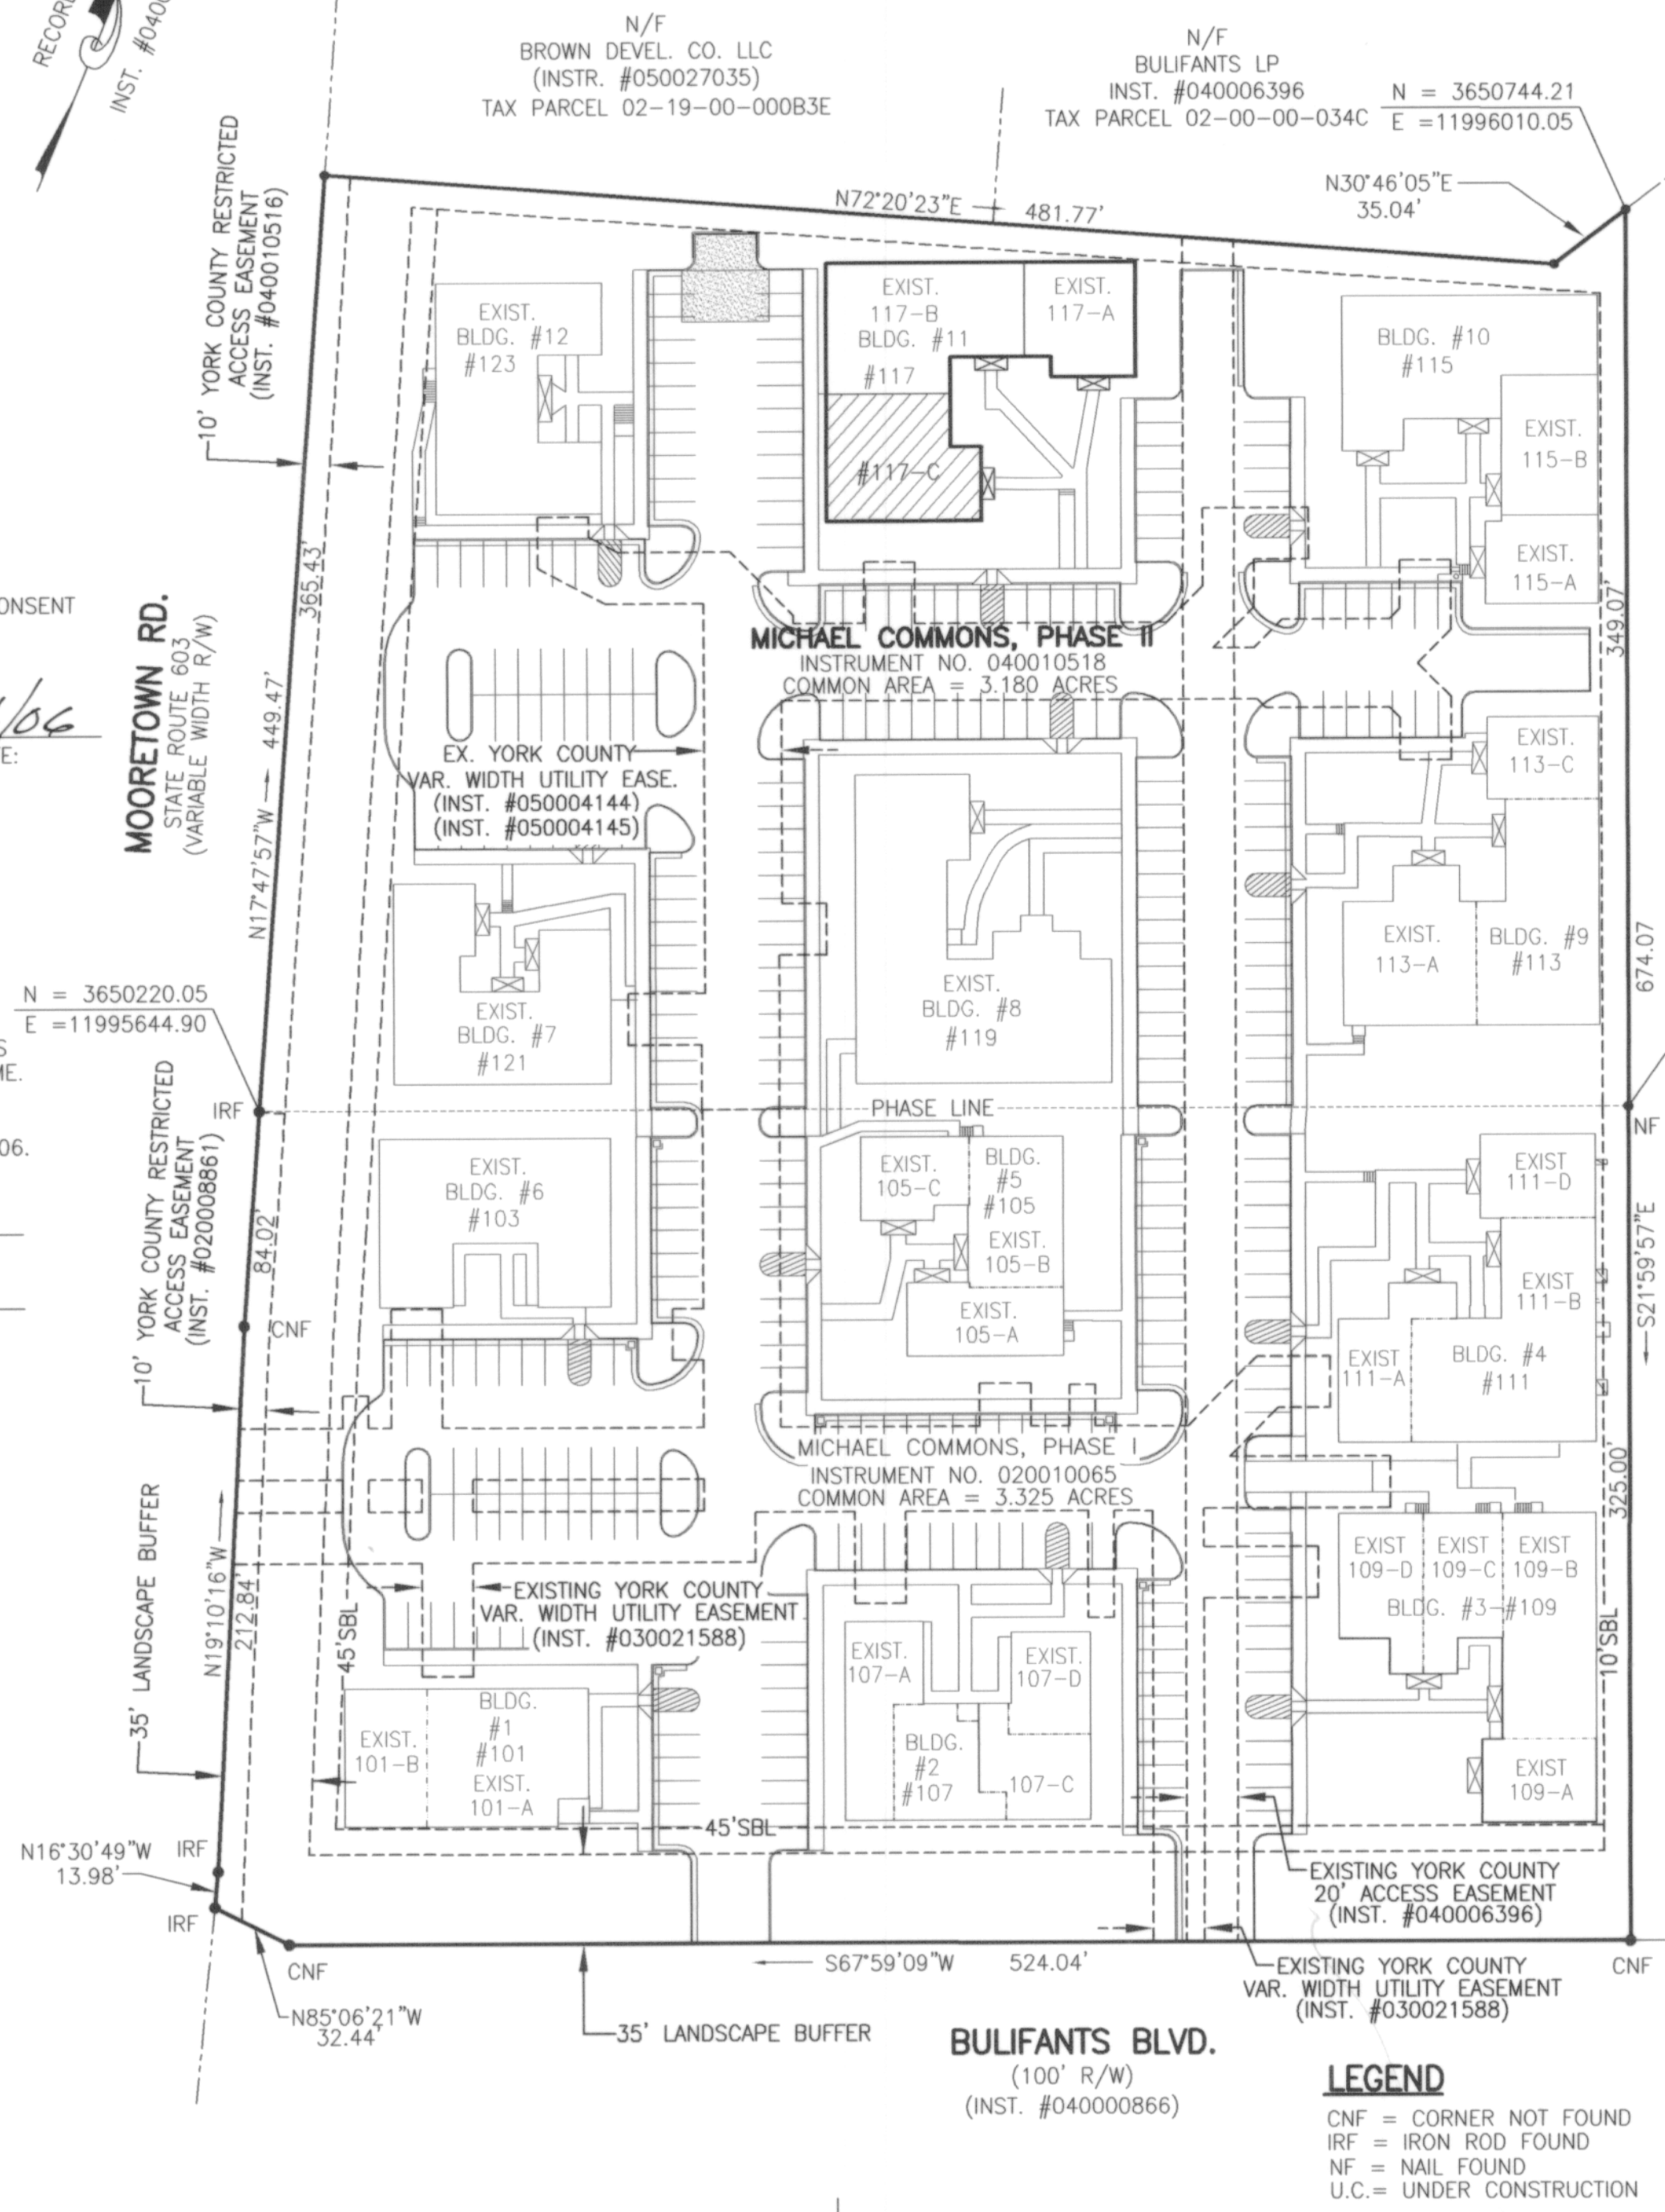 RECOR
INST. #040
N/F
BROWN DEVEL. CO. LLC
(INSTR. #050027035)
TAX PARCEL 02-19-00-000B3E
N/F
BULIFANTS LP
INST. #040006396
TAX PARCEL 02-00-00-034C
N = 3650744.21
E =11996010.05
N30°46'05"E
35.04'
N72°20'23"E
481.77'
10' YORK COUNTY RESTRICTED
ACCESS EASEMENT
(INST. #040010516)
EXIST.
BLDG. #12
#123
EXIST.
117-B
BLDG. #11
#117
EXIST.
117-A
#117-C
BLDG. #10
#115
EXIST.
115-B
EXIST.
115-A
365.43'
349.07'
ONSENT
/06
E:
MOORETOWN RD.
STATE ROUTE 603
(VARIABLE WIDTH R/W)
N17°47'57"W
449.47'
MICHAEL COMMONS, PHASE II
INSTRUMENT NO. 040010518
COMMON AREA = 3.180 ACRES
EX. YORK COUNTY
VAR. WIDTH UTILITY EASE.
(INST. #050004144)
(INST. #050004145)
EXIST.
113-C
EXIST.
113-A
BLDG. #9
#113
674.07
EXIST.
BLDG. #8
#119
EXIST.
BLDG. #7
#121
N = 3650220.05
E =11995644.90
S
ME.
06.
IRF
PHASE LINE
NF
10' YORK COUNTY RESTRICTED
ACCESS EASEMENT
(INST. #020008861)
84.02'
CNF
EXIST.
BLDG. #6
#103
EXIST.
105-C
BLDG.
#5
#105
EXIST.
105-B
EXIST.
105-A
EXIST
111-D
EXIST
111-B
EXIST
111-A
BLDG. #4
#111
S21°59'57"E
MICHAEL COMMONS, PHASE I
INSTRUMENT NO. 020010065
COMMON AREA = 3.325 ACRES
325.00'
35' LANDSCAPE BUFFER
N19°10'16"W
212.84'
45'SBL
EXISTING YORK COUNTY
VAR. WIDTH UTILITY EASEMENT
(INST. #030021588)
EXIST
109-D
EXIST
109-C
EXIST
109-B
BLDG. #3-#109
10'SBL
EXIST.
101-B
BLDG.
#1
#101
EXIST.
101-A
EXIST.
107-A
EXIST.
107-D
BLDG.
#2
#107
107-C
EXIST
109-A
45'SBL
N16°30'49"W
13.98'
IRF
IRF
EXISTING YORK COUNTY
20' ACCESS EASEMENT
(INST. #040006396)
CNF
S67°59'09"W
524.04'
CNF
EXISTING YORK COUNTY
VAR. WIDTH UTILITY EASEMENT
(INST. #030021588)
N85°06'21"W
32.44'
35' LANDSCAPE BUFFER
BULIFANTS BLVD.
(100' R/W)
(INST. #040000866)
LEGEND
CNF = CORNER NOT FOUND
IRF = IRON ROD FOUND
NF = NAIL FOUND
U.C.= UNDER CONSTRUCTION